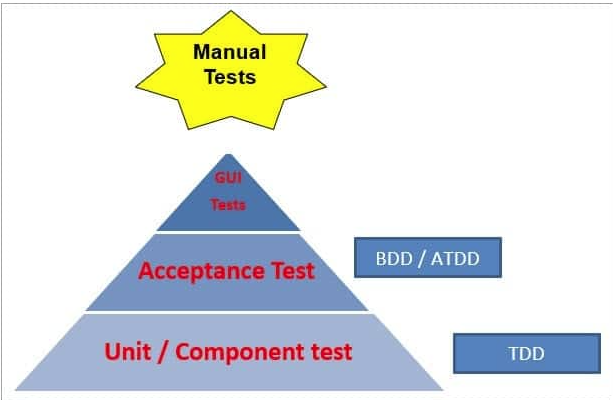 Manual
Tests
GUI
Tests
Acceptance Test
BDD / ATDD
Unit / Component test
TDD